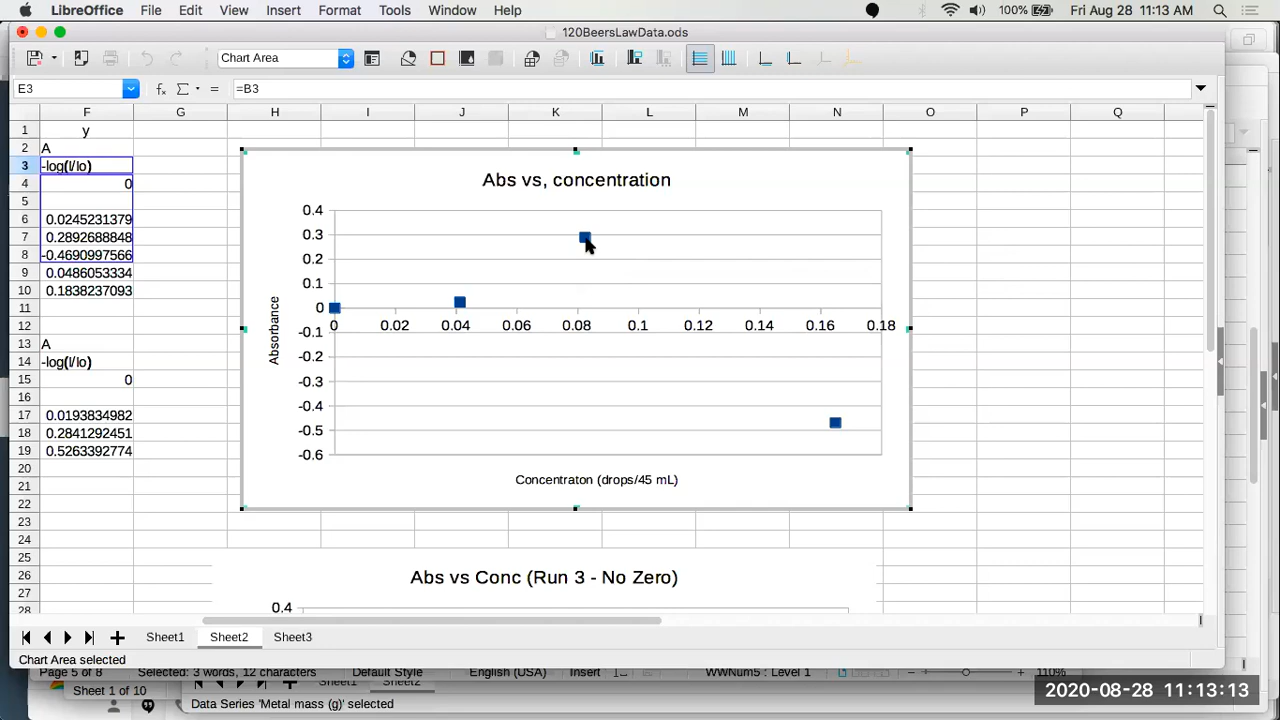 LibreOffice File Edit View Insert Format Tools Window Help 100% Fri Aug 28 11:13 AM
120BeersLawData.ods
Chart Area
E3 =B3
F G H I J K L M N O P Q
1 y
2 A
3 -log(I/Io)
4 0
5
6 0.0245231379
7 0.2892688848
8 -0.4690997566
9 0.0486053334
10 0.1838237093
11
12
13 A
14 -log(I/Io)
15 0
16
17 0.0193834982
18 0.2841292451
19 0.5263392774
20
21
22
23
24
25
26
27
28
Abs vs, concentration
0.4
0.3
0.2
0.1
0
-0.1
-0.2
-0.3
-0.4
-0.5
-0.6
Absorbance
0 0.02 0.04 0.06 0.08 0.1 0.12 0.14 0.16 0.18
Concentraton (drops/45 mL)
Abs vs Conc (Run 3 - No Zero)
0.4
Sheet1 Sheet2 Sheet3
Chart Area selected
Page 5 of 8 Selected: 3 words, 12 characters Default Style English (USA) Insert WWNum5 : Level 1 110%
Sheet 1 of 10 Sheet1 Sheet2
Data Series 'Metal mass (g)' selected
2020-08-28 11:13:13